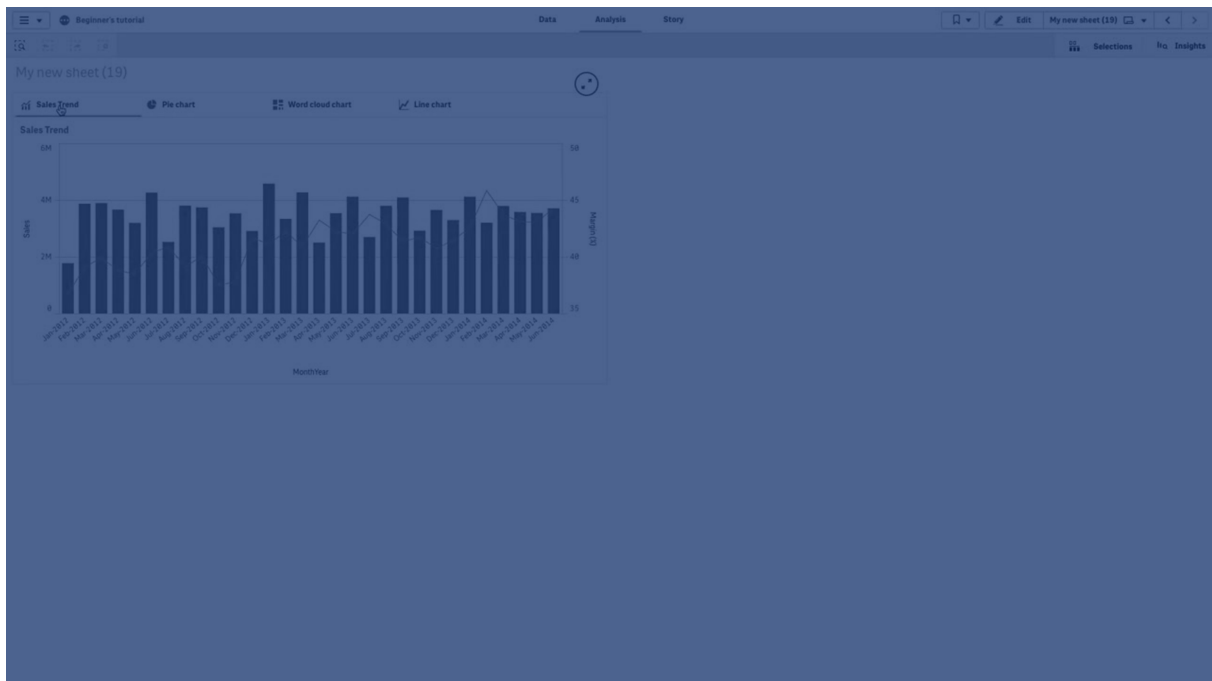 Beginner's tutorial Data Analysis Story Edit My new sheet (19)
Selections Insights
My new sheet (19)
Sales Trend Pie chart Word cloud chart Line chart
Sales Trend
6M 50
4M 45
Sales Margin (%)
2M 40
0 35
Jan-2012 Feb-2012 Mar-2012 Apr-2012 May-2012 Jun-2012 Jul-2012 Aug-2012 Sep-2012 Oct-2012 Nov-2012 Dec-2012 Jan-2013 Feb-2013 Mar-2013 Apr-2013 May-2013 Jun-2013 Jul-2013 Aug-2013 Sep-2013 Oct-2013 Nov-2013 Dec-2013 Jan-2014 Feb-2014 Mar-2014 Apr-2014 May-2014 Jun-2014
MonthYear